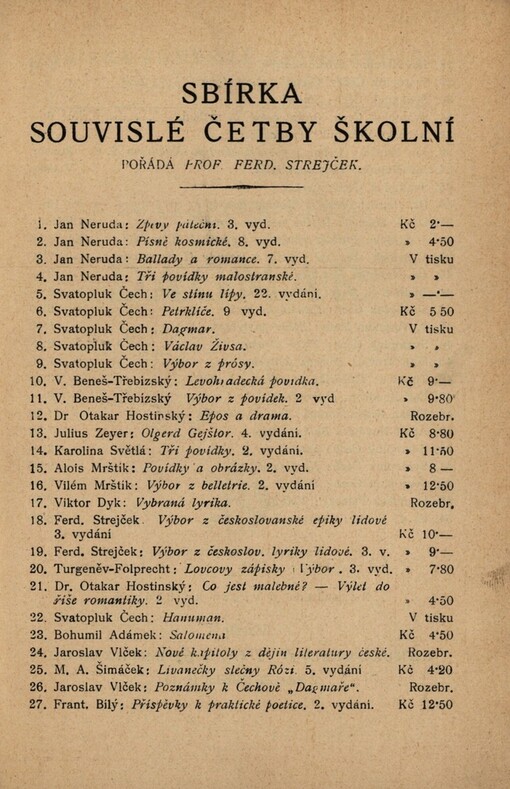 SBÍRKA
SOUVISLÉ ČETBY ŠKOLNÍ
POŘÁDÁ PROF. FERD. STREJČEK.
1. Jan Neruda: Zpěvy páteční. 3. vyd. Kč 2·—
2. Jan Neruda: Písně kosmické. 8. vyd. » 4·50
3. Jan Neruda: Ballady a romance. 7. vyd. V tisku
4. Jan Neruda: Tři povídky malostranské. » »
5. Svatopluk Čech: Ve stínu lípy. 22. vydání. » —·—
6. Svatopluk Čech: Petrklíče. 9 vyd. Kč 5 50
7. Svatopluk Čech: Dagmar. V tisku
8. Svatopluk Čech: Václav Živsa. » »
9. Svatopluk Čech: Výbor z prósy. » »
10. V. Beneš-Třebízský: Levohradecká povídka. Kč 9·—
11. V. Beneš-Třebízský Výbor z povídek. 2 vyd » 9·80
12. Dr Otakar Hostinský: Epos a drama. Rozebr.
13. Julius Zeyer: Olgerd Gejštor. 4. vydání. Kč 8·80
14. Karolina Světlá: Tři povídky. 2. vydání. » 11·50
15. Alois Mrštík: Povídky a obrázky. 2. vyd. » 8 —
16. Vilém Mrštík: Výbor z belletrie. 2. vydání » 12·50
17. Viktor Dyk: Vybraná lyrika. Rozebr.
18. Ferd. Strejček. Výbor z českoslovanské epiky lidové
3. vydání Kč 10·—
19. Ferd. Strejček: Výbor z českoslov. lyriky lidové. 3. v. » 9·—
20. Turgeněv-Folprecht: Lovcovy zápisky (Výbor). 3. vyd. » 7·80
21. Dr. Otakar Hostinský: Co jest malebné? — Výlet do
říše romantiky. 2 vyd. » 4·50
22. Svatopluk Čech: Hanuman. V tisku
23. Bohumil Adámek: Salomena Kč 4·50
24. Jaroslav Vlček: Nové kapitoly z dějin literatury české. Rozebr.
25. M. A. Šimáček: Lívanečky slečny Rózi. 5. vydání Kč 4·20
26. Jaroslav Vlček: Poznámky k Čechově „Dagmaře". Rozebr.
27. Frant. Bílý: Příspěvky k praktické poetice. 2. vydání. Kč 12·50